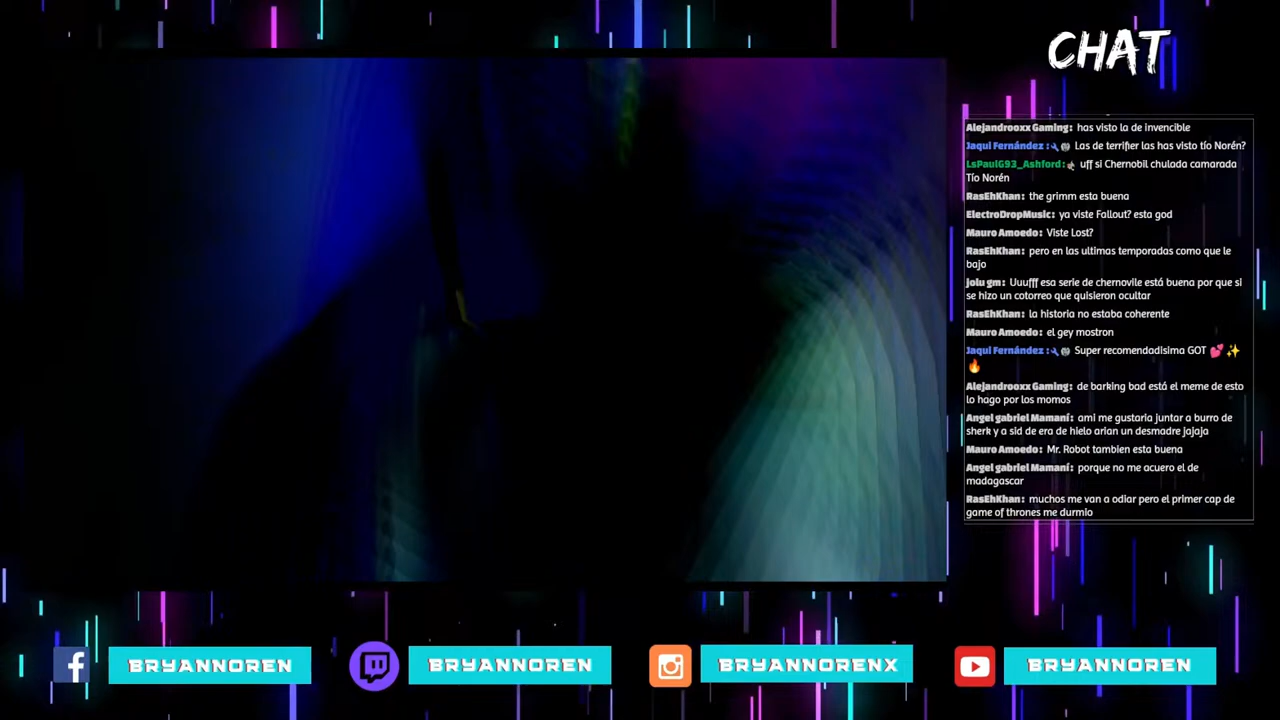 CHAT
Alejandrooxx Gaming: has visto la de invencible
Jaqui Fernández : Las de terrifier las has visto tío Norén?
LsPaulG93_Ashford: uff si Chernobil chulada camarada
Tío Norén
RasEhKhan: the grimm esta buena
ElectroDropMusic: ya viste Fallout? esta god
Mauro Amoedo: Viste Lost?
RasEhKhan: pero en las ultimas temporadas como que le
bajo
jolu gm: Uuufff esa serie de chernovile está buena por que si
se hizo un cotorreo que quisieron ocultar
RasEhKhan: la historia no estaba coherente
Mauro Amoedo: el gey mostron
Jaqui Fernández : Super recomendadisima GOT 💕 ✨
🔥
Alejandrooxx Gaming: de barking bad está el meme de esto
lo hago por los momos
Angel gabriel Mamaní: ami me gustaria juntar a burro de
sherk y a sid de era de hielo arian un desmadre jajaja
Mauro Amoedo: Mr. Robot tambien esta buena
Angel gabriel Mamaní: porque no me acuero el de
madagascar
RasEhKhan: muchos me van a odiar pero el primer cap de
game of thrones me durmio
BRYANNOREN
BRYANNOREN
BRYANNORENX
BRYANNOREN